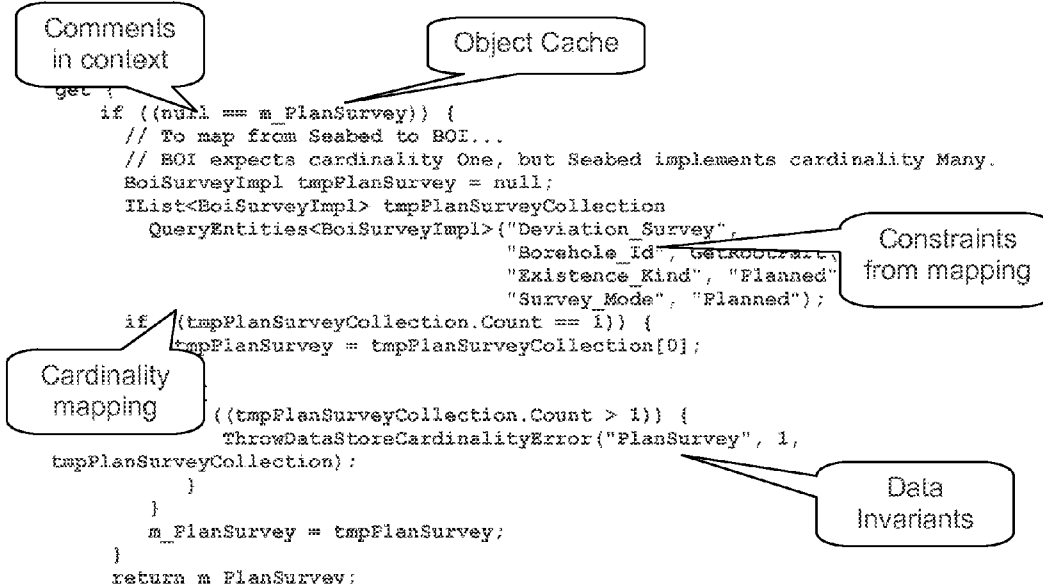 Comments
in context
Object Cache
get {
if ((null == m_PlanSurvey)) {
// To map from Seabed to BOI...
// BOI expects cardinality One, but Seabed implements cardinality Many.
BoiSurveyImpl tmpPlanSurvey = null;
IList<BoiSurveyImpl> tmpPlanSurveyCollection
QueryEntities<BoiSurveyImpl>("Deviation_Survey",
"Borehole_Id",
"Existence_Kind", "Planned"
"Survey_Mode", "Planned");
Constraints
from mapping
if (tmpPlanSurveyCollection.Count == 1)) {
tmpPlanSurvey = tmpPlanSurveyCollection[0];
Cardinality
mapping
((tmpPlanSurveyCollection.Count > 1)) {
ThrowDataStoreCardinalityError("PlanSurvey", 1,
tmpPlanSurveyCollection);
}
}
Data
Invariants
m_PlanSurvey = tmpPlanSurvey;
}
return m_PlanSurvey;